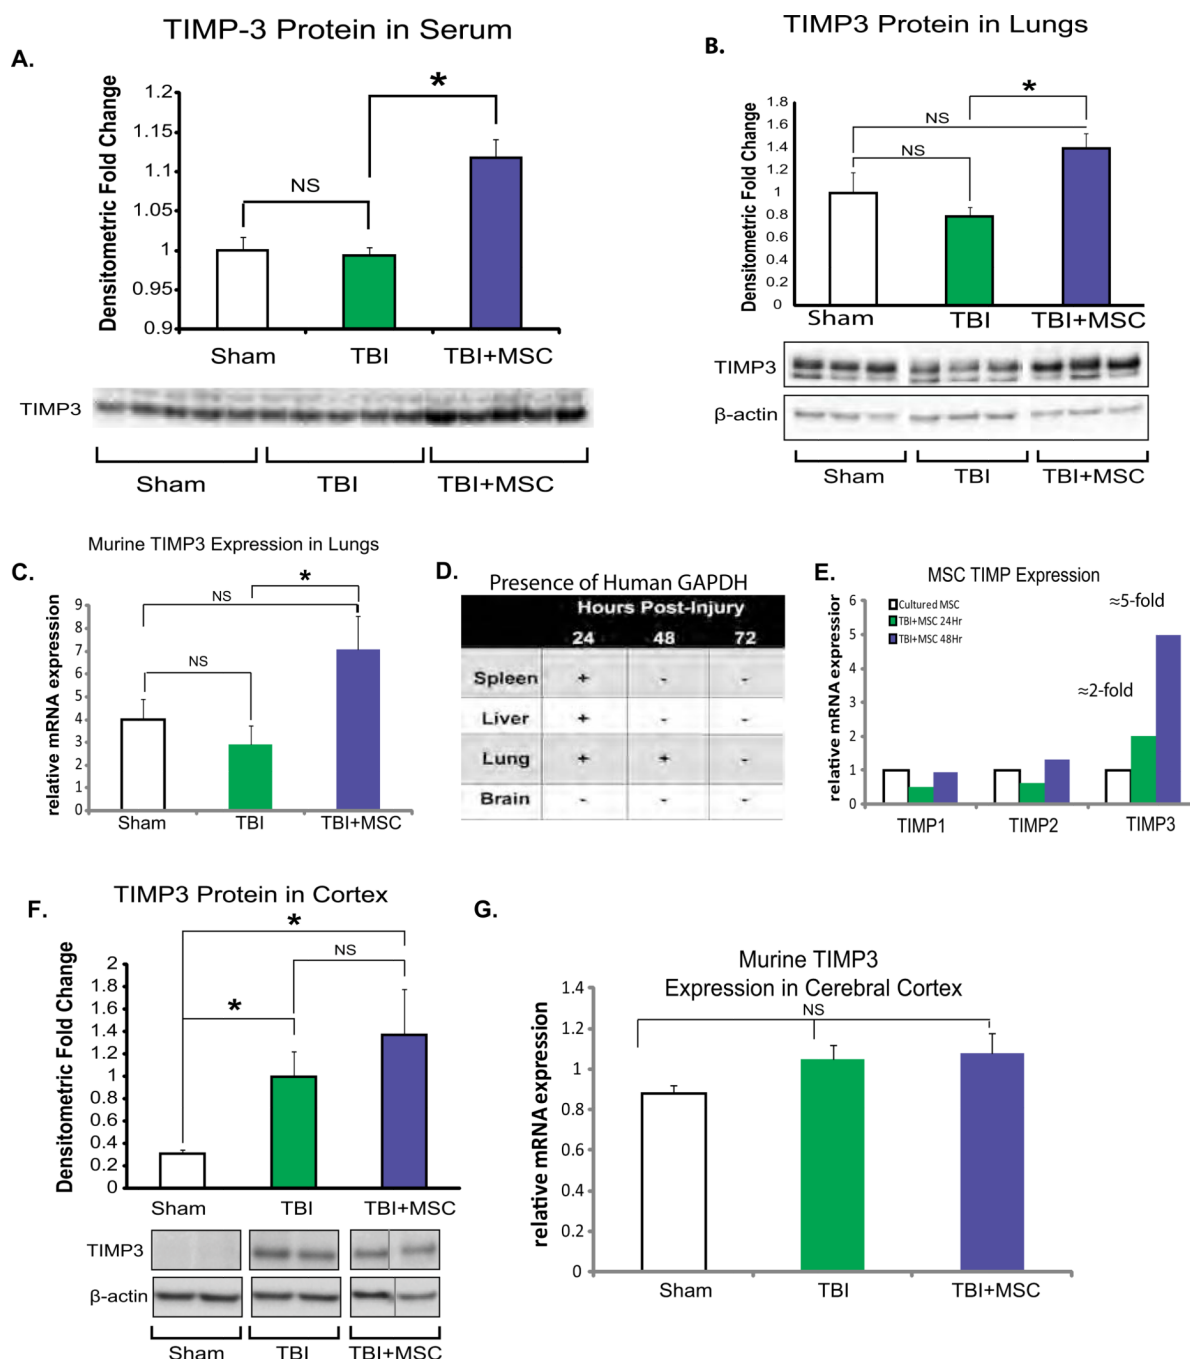 TIMP-3 Protein in Serum
A.
Densitometric Fold Change
1.2
1.15
1.1
1.05
1
0.95
0.9
NS
*
Sham TBI TBI+MSC
TIMP3
Sham TBI TBI+MSC
TIMP3 Protein in Lungs
B.
Densitometric Fold Change
1.8
1.6
1.4
1.2
1
0.8
0.6
0.4
0.2
0
*
NS
NS
Sham TBI TBI+MSC
TIMP3
β-actin
Sham TBI TBI+MSC
Murine TIMP3 Expression in Lungs
C.
relative mRNA expression
9
8
7
6
5
4
3
2
1
0
*
NS
NS
Sham TBI TBI+MSC
D.
Presence of Human GAPDH
Hours Post-Injury
24 48 72
Spleen + - -
Liver + - -
Lung + + -
Brain - - -
E.
MSC TIMP Expression
relative mRNA expression
6
5
4
3
2
1
0
Cultured MSC
TBI+MSC 24Hr
TBI+MSC 48Hr
≈5-fold
≈2-fold
TIMP1 TIMP2 TIMP3
TIMP3 Protein in Cortex
F.
Densitometric Fold Change
2
1.8
1.6
1.4
1.2
1
0.8
0.6
0.4
0.2
0
*
NS
*
Sham TBI TBI+MSC
TIMP3
β-actin
Sham TBI TBI+MSC
G.
Murine TIMP3
Expression in Cerebral Cortex
relative mRNA expression
1.4
1.2
1
0.8
0.6
0.4
0.2
0
NS
Sham TBI TBI+MSC